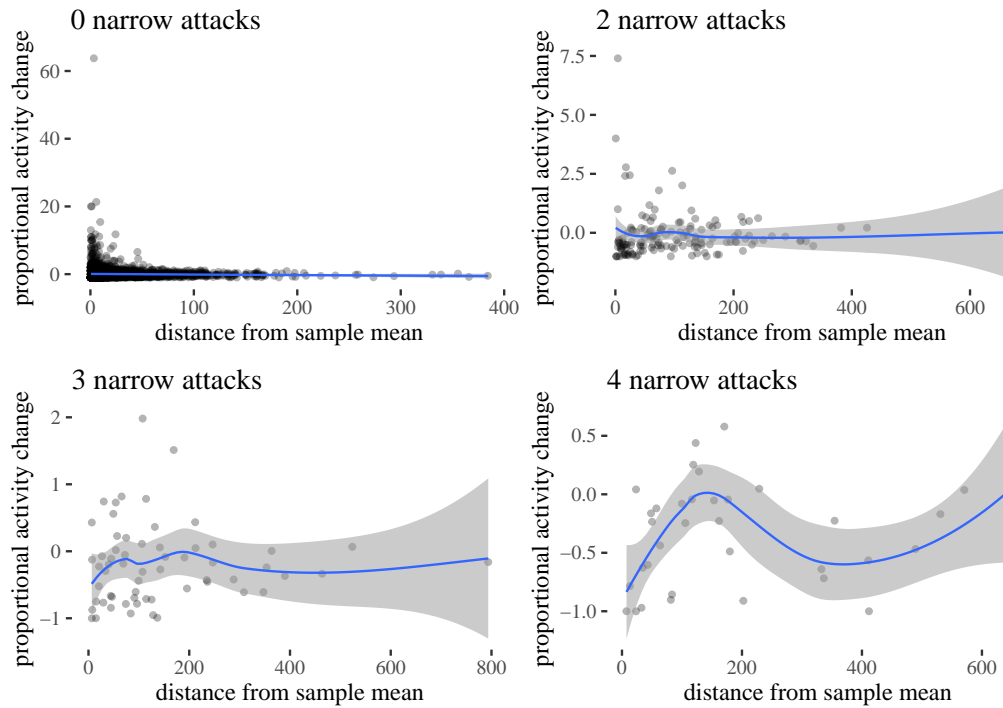 0 narrow attacks
proportional activity change
60
40
20
0
0
100
200
300
400
distance from sample mean
2 narrow attacks
proportional activity change
7.5
5.0
2.5
0.0
0
200
400
600
distance from sample mean
3 narrow attacks
proportional activity change
2
1
0
−1
0
200
400
600
800
distance from sample mean
4 narrow attacks
proportional activity change
0.5
0.0
−0.5
−1.0
0
200
400
600
distance from sample mean